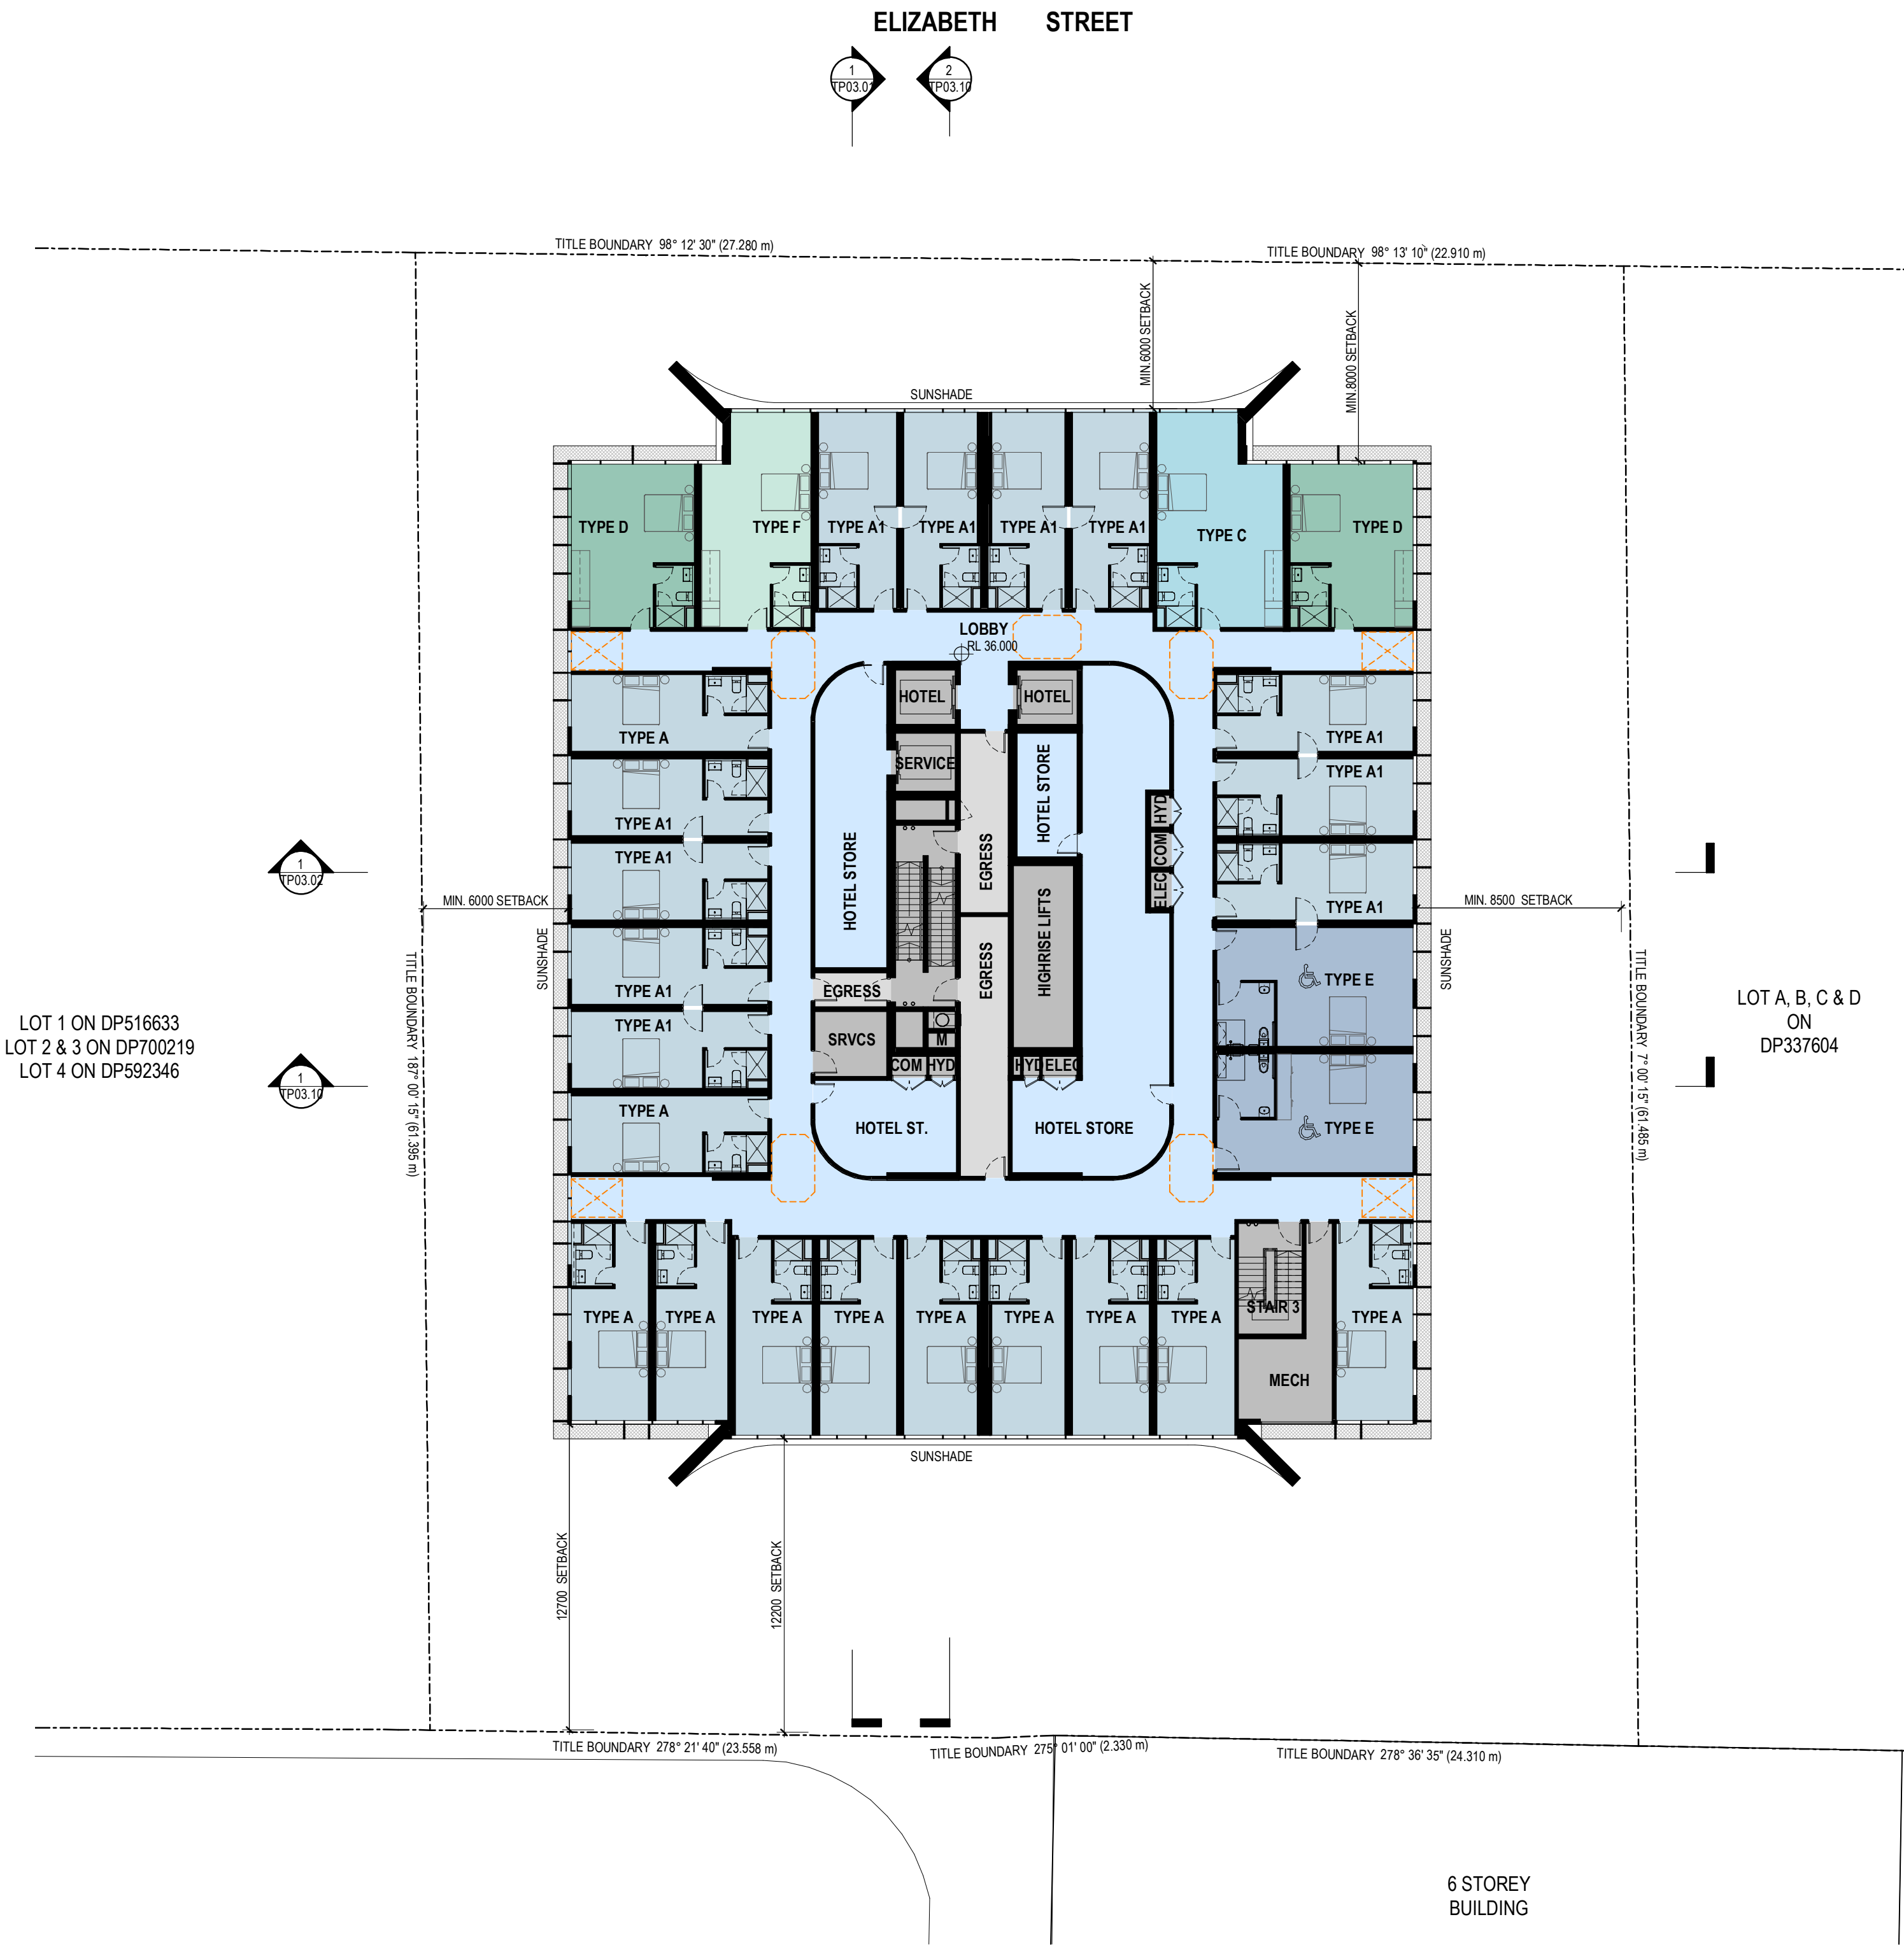 ELIZABETH STREET
1
TP03.01
2
TP03.10
TITLE BOUNDARY 98° 12' 30" (27.280 m)
TITLE BOUNDARY 98° 13' 10" (22.910 m)
MIN.6000 SETBACK
MIN.8000 SETBACK
SUNSHADE
TYPE D
TYPE F
TYPE A1
TYPE A1
TYPE A1
TYPE A1
TYPE C
TYPE D
LOBBY
RL 36.000
HOTEL
HOTEL
TYPE A
TYPE A1
SERVICE
HOTEL STORE
TYPE A1
TYPE A1
HYD
TYPE A1
TYPE A1
HOTEL STORE
EGRESS
COM
1
TP03.02
ELEC
MIN. 6000 SETBACK
MIN. 8500 SETBACK
TYPE A1
SUNSHADE
HIGHRISE LIFTS
SUNSHADE
TYPE A1
EGRESS
EGRESS
TYPE E
TITLE BOUNDARY 187° 00' 15" (61.395 m)
TITLE BOUNDARY 7° 00' 15" (61.485 m)
LOT 1 ON DP516633
LOT 2 & 3 ON DP700219
LOT 4 ON DP592346
LOT A, B, C & D
ON
DP337604
TYPE A1
SRVCS
M
COM
HYD
HYD
ELEC
1
TP03.10
TYPE A
HOTEL ST.
HOTEL STORE
TYPE E
TYPE A
TYPE A
TYPE A
TYPE A
TYPE A
TYPE A
TYPE A
TYPE A
STAIR 3
TYPE A
MECH
SUNSHADE
12700 SETBACK
12200 SETBACK
TITLE BOUNDARY 278° 21' 40" (23.558 m)
TITLE BOUNDARY 275° 01' 00" (2.330 m)
TITLE BOUNDARY 278° 36' 35" (24.310 m)
6 STOREY
BUILDING